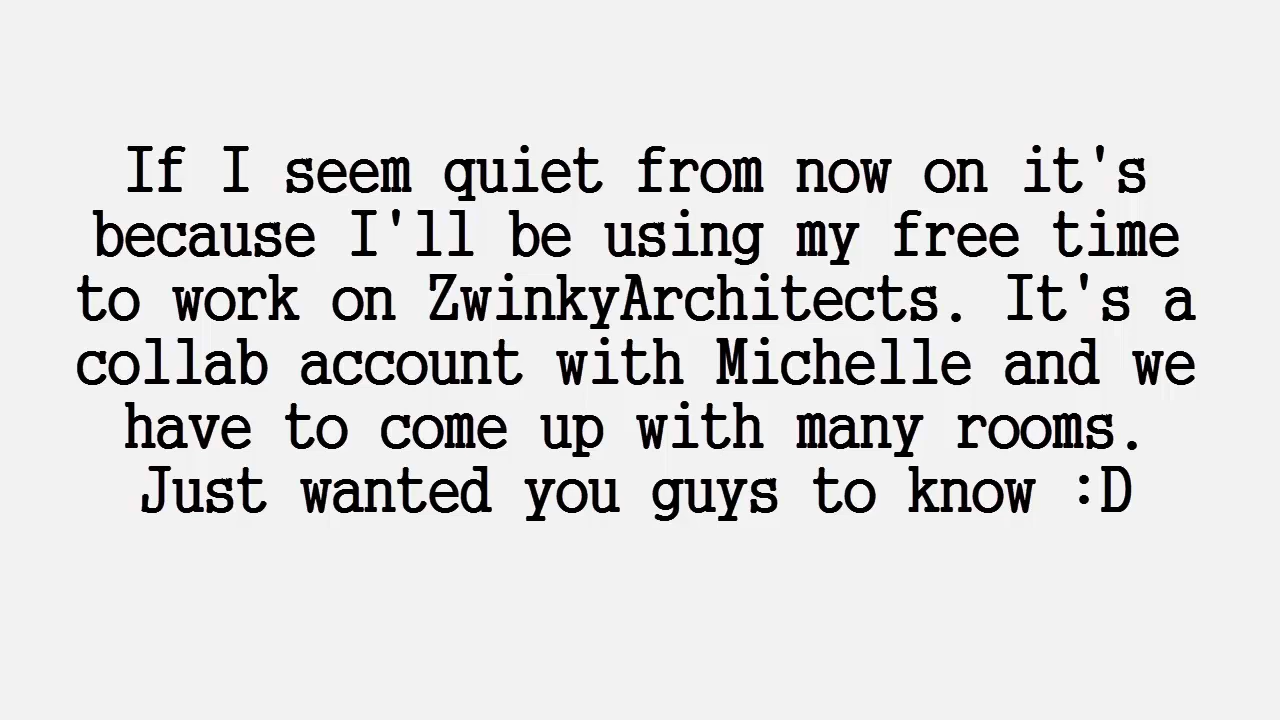 If I seem quiet from now on it's
because I'll be using my free time
to work on ZwinkyArchitects. It's a
collab account with Michelle and we
have to come up with many rooms.
Just wanted you guys to know :D